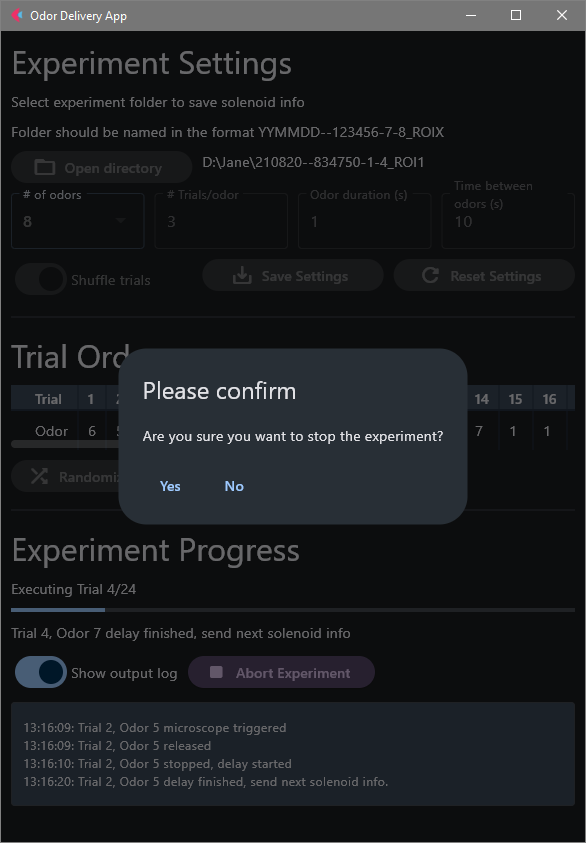 Odor Delivery App
Experiment Settings
Select experiment folder to save solenoid info
Folder should be named in the format YYMMDD--123456-7-8_ROIX
Open directory
D:\Jane\210820--834750-1-4_ROI1
# of odors
8
# Trials/odor
3
Odor duration (s)
1
Time between
odors (s)
10
Shuffle trials
Save Settings
Reset Settings
Trial Ord
Trial 1 14 15 16
Odor 6 7 1 1
Please confirm
Are you sure you want to stop the experiment?
Yes No
Experiment Progress
Executing Trial 4/24
Trial 4, Odor 7 delay finished, send next solenoid info
Show output log
Abort Experiment
13:16:09: Trial 2, Odor 5 microscope triggered
13:16:09: Trial 2, Odor 5 released
13:16:10: Trial 2, Odor 5 stopped, delay started
13:16:20: Trial 2, Odor 5 delay finished, send next solenoid info.